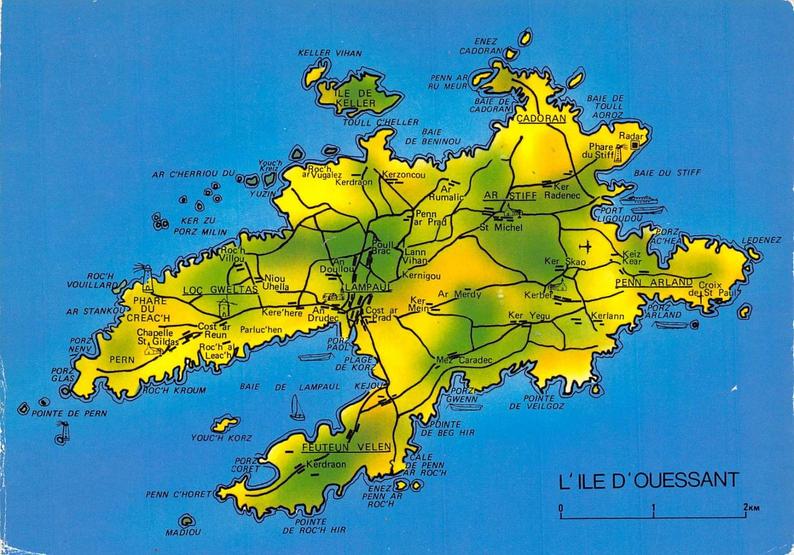 KELLER VIHAN
ENEZ
CADORAN
PENN AR
RU MEUR
BAIE DE
CADORAN
BAIE DE
TOULL
AOROZ
ILE DE
KELLER
TOULL C'HELLER
CADORAN
BAIE
DE BENINOU
Radar
Phare
du Stiff
AR C'HERRIOU DU
Youc'h
Kreiz
YUZIN
Roc'h
ar Vugalez
Kerdraon
Kerzoncou
Ar
Rumalic
AR STIFF
Ker
Radenec
BAIE DU STIFF
KER ZU
PORZ MILIN
Penn
ar Prad
St Michel
PORT
LIGOUDOU
PORZ
AC'HEA
LEDENEZ
Roc'h
Villou
Poull
Brac
Lann
Vihan
An
Douilou
Kernigou
Ker Skao
Keiz
Kear
ROC'H
VOUILLARD
LOC GWELTAS
Niou
Uhella
LAMPAUL
PENN ARLAND
Croix
de St Paul
AR STANKOU
PHARE
DU
CREAC'H
Kere'here
An
Drudec
Cost ar
Prad
Ker
Mein
Ar Merdy
Kerbel
PORZ
ARLAND
Chapelle
St Gildas
Cost ar
Reun
Parluc'hen
Ker Yegu
Kerlann
PORZ
NENV
Roc'h al
Leac'h
PORZ
PAOL
PLAGE
DE KORZ
PERN
Mez Caradec
PORZ
GLAS
ROC'H KROUM
BAIE DE LAMPAUL
KEJOU
PORZ
GWENN
POINTE
DE VEILGOZ
POINTE DE PERN
YOUC'H KORZ
POINTE
DE BEG HIR
FEUTEUN VELEN
PORZ
CORET
Kerdraon
CALE
DE PENN
AR ROC'H
PENN C'HORET
ENEZ
PENN AR
ROC'H
L'ILE D'OUESSANT
MADIOU
POINTE
DE ROC'H HIR
0 1 2KM